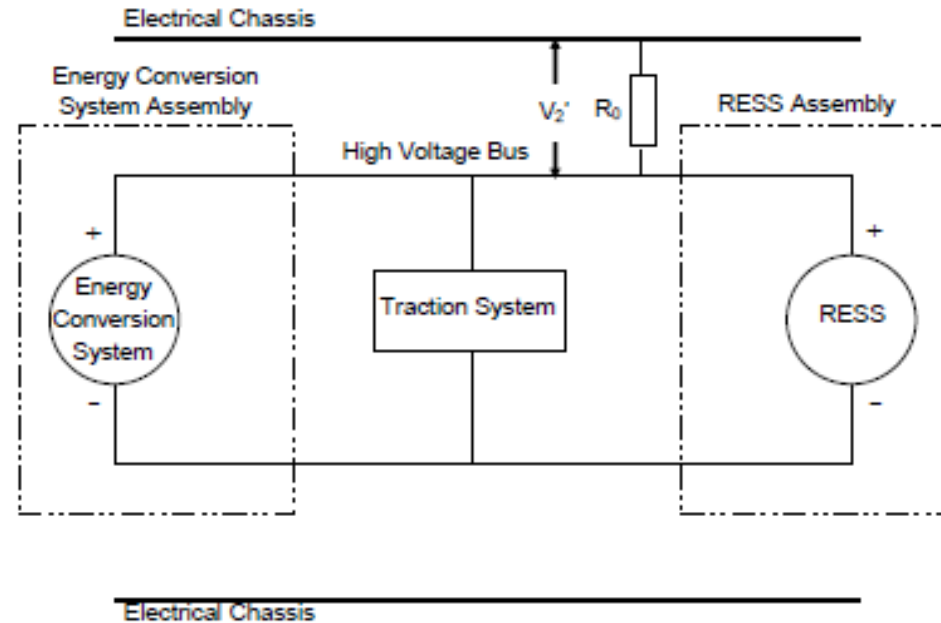 Electrical Chassis
Energy Conversion
System Assembly
V2'
R0
RESS Assembly
High Voltage Bus
+
+
Energy
Conversion
System
Traction System
RESS
-
-
Electrical Chassis